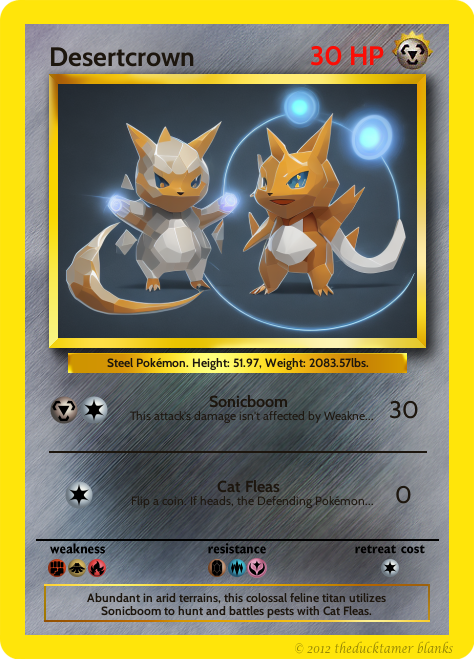 Desertcrown 30 HP
Steel Pokémon. Height: 51.97, Weight: 2083.57lbs.
Sonicboom
This attack's damage isn't affected by Weakne... 30
Cat Fleas
Flip a coin. If heads, the Defending Pokémon... 0
weakness resistance retreat cost
Abundant in arid terrains, this colossal feline titan utilizes
Sonicboom to hunt and battles pests with Cat Fleas.
© 2012 theducktamer blanks